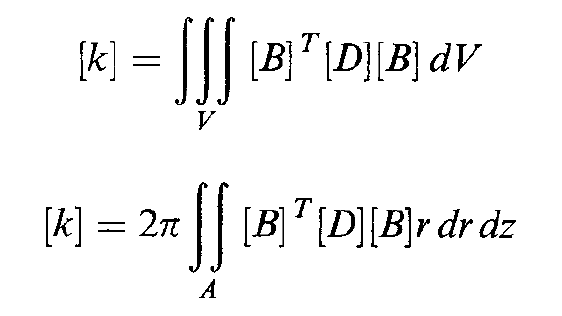 [k] = ∭_V [B]^T [D][B] dV
[k] = 2π ∬_A [B]^T [D][B] r dr dz